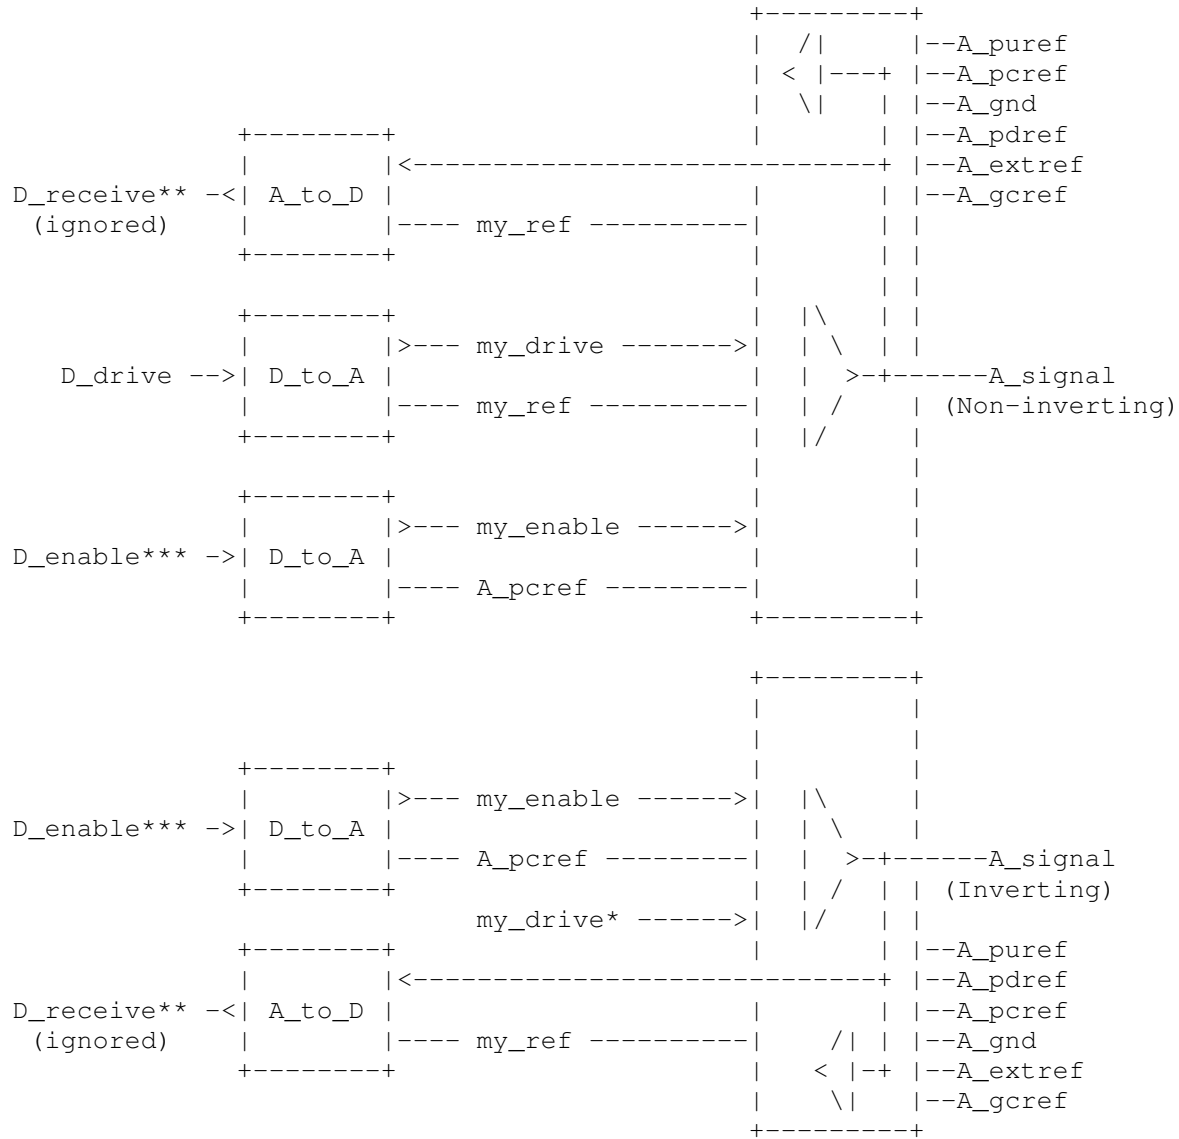 A_puref
A_pcref
A_gnd
A_pdref
A_extref
D_receive** A_to_D A_gcref
(ignored) my_ref
my_drive
D_drive D_to_A A_signal
my_ref (Non-inverting)
my_enable
D_enable*** D_to_A
A_pcref
my_enable
D_enable*** D_to_A
A_pcref A_signal
(Inverting)
my_drive*
A_puref
A_pdref
D_receive** A_to_D A_pcref
(ignored) my_ref A_gnd
A_extref
A_gcref